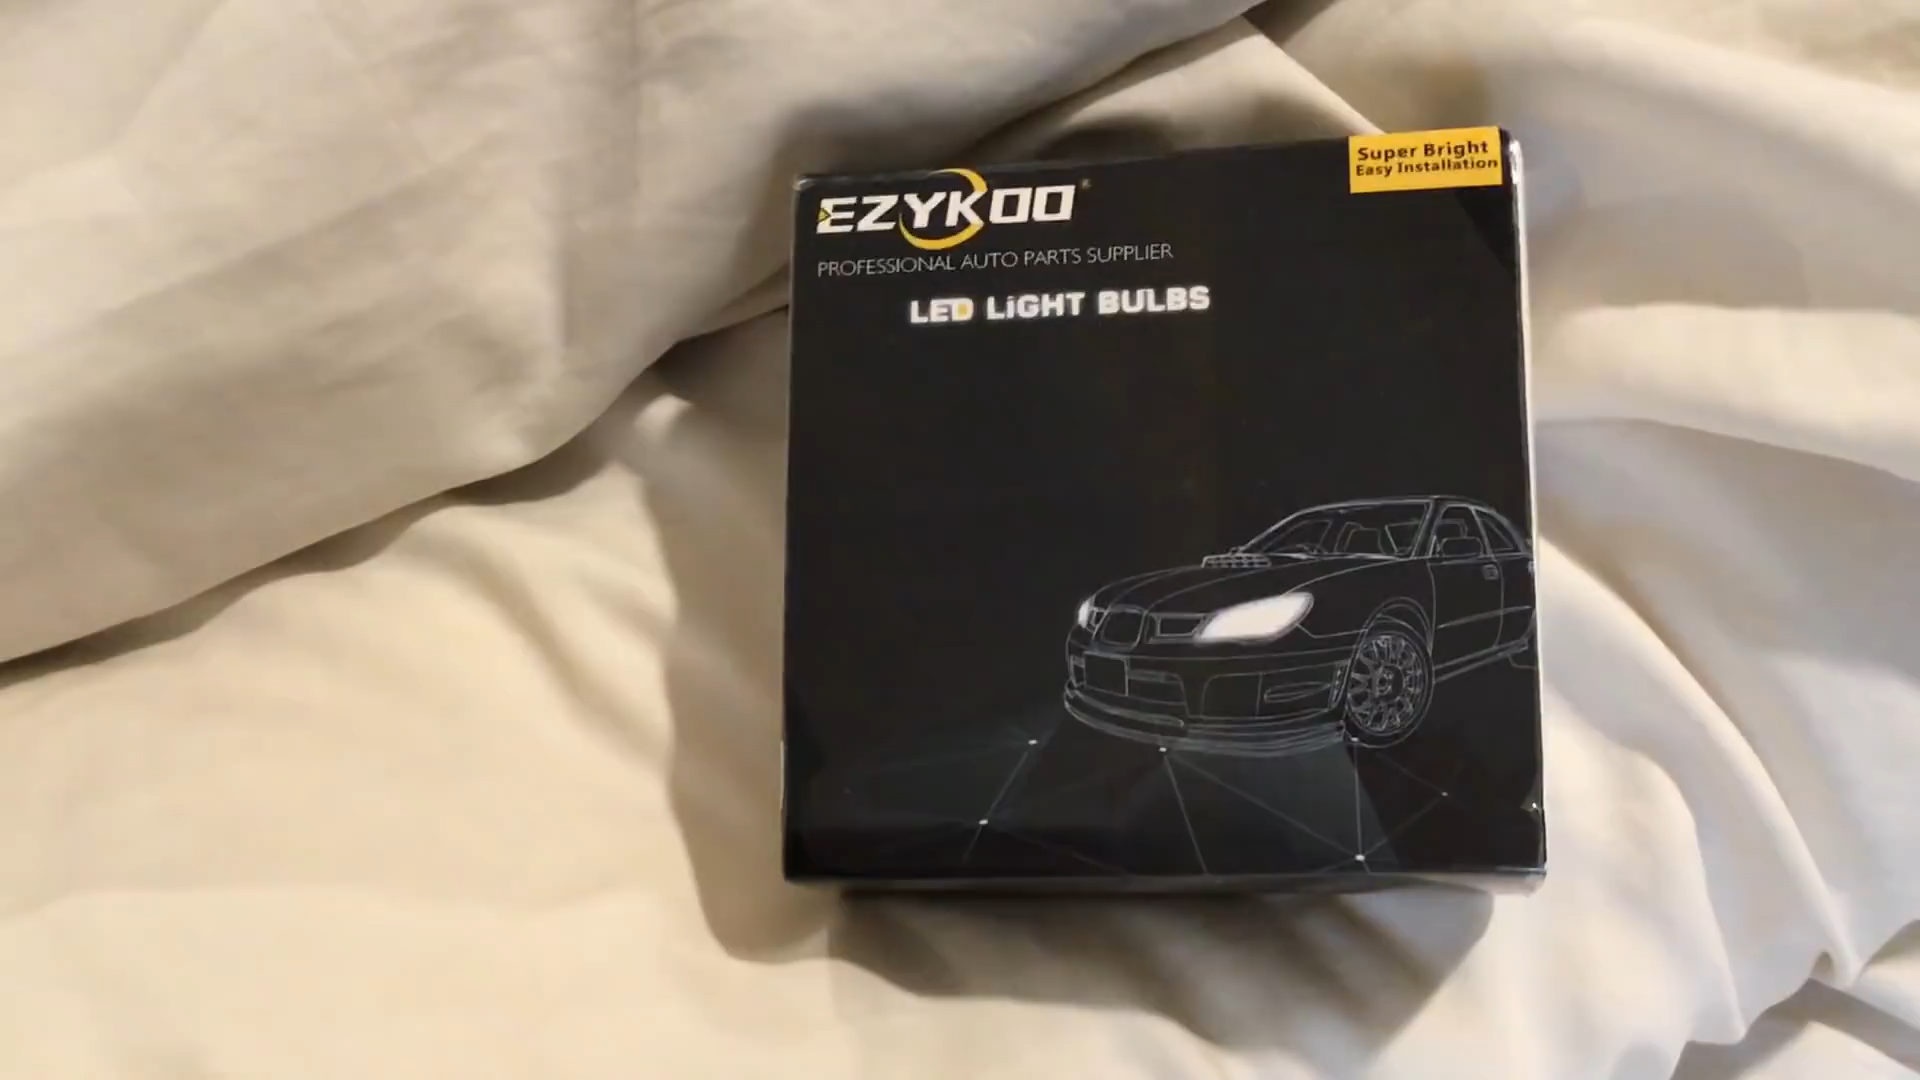 Super Bright
Easy Installation
EZYKOO®
PROFESSIONAL AUTO PARTS SUPPLIER
LED LiGHT BULBS